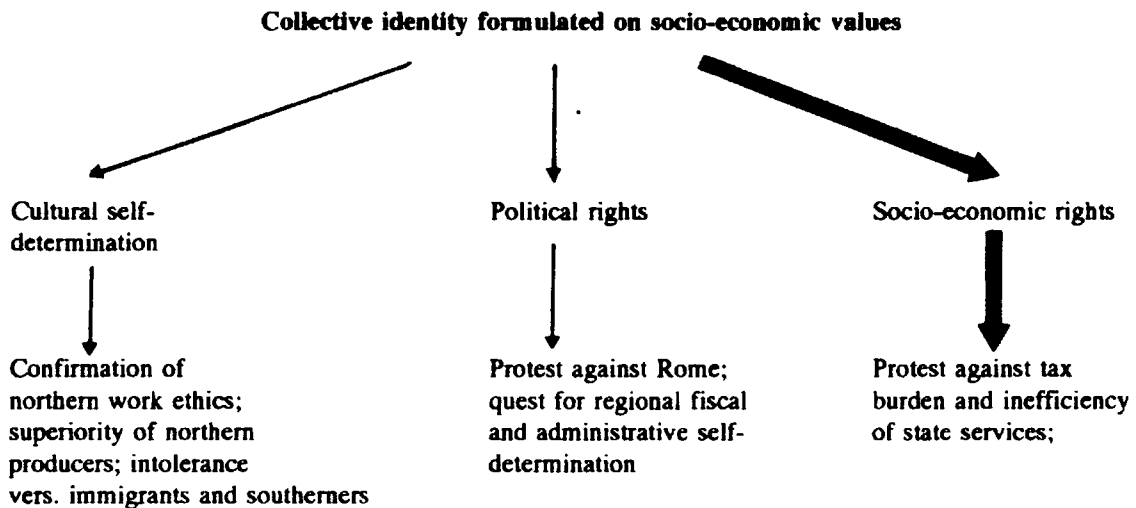 Collective identity formulated on socio-economic values
Cultural self-
determination
Political rights
Socio-economic rights
Confirmation of
northern work ethics;
superiority of northern
producers; intolerance
vers. immigrants and southerners
Protest against Rome;
quest for regional fiscal
and administrative self-
determination
Protest against tax
burden and inefficiency
of state services;